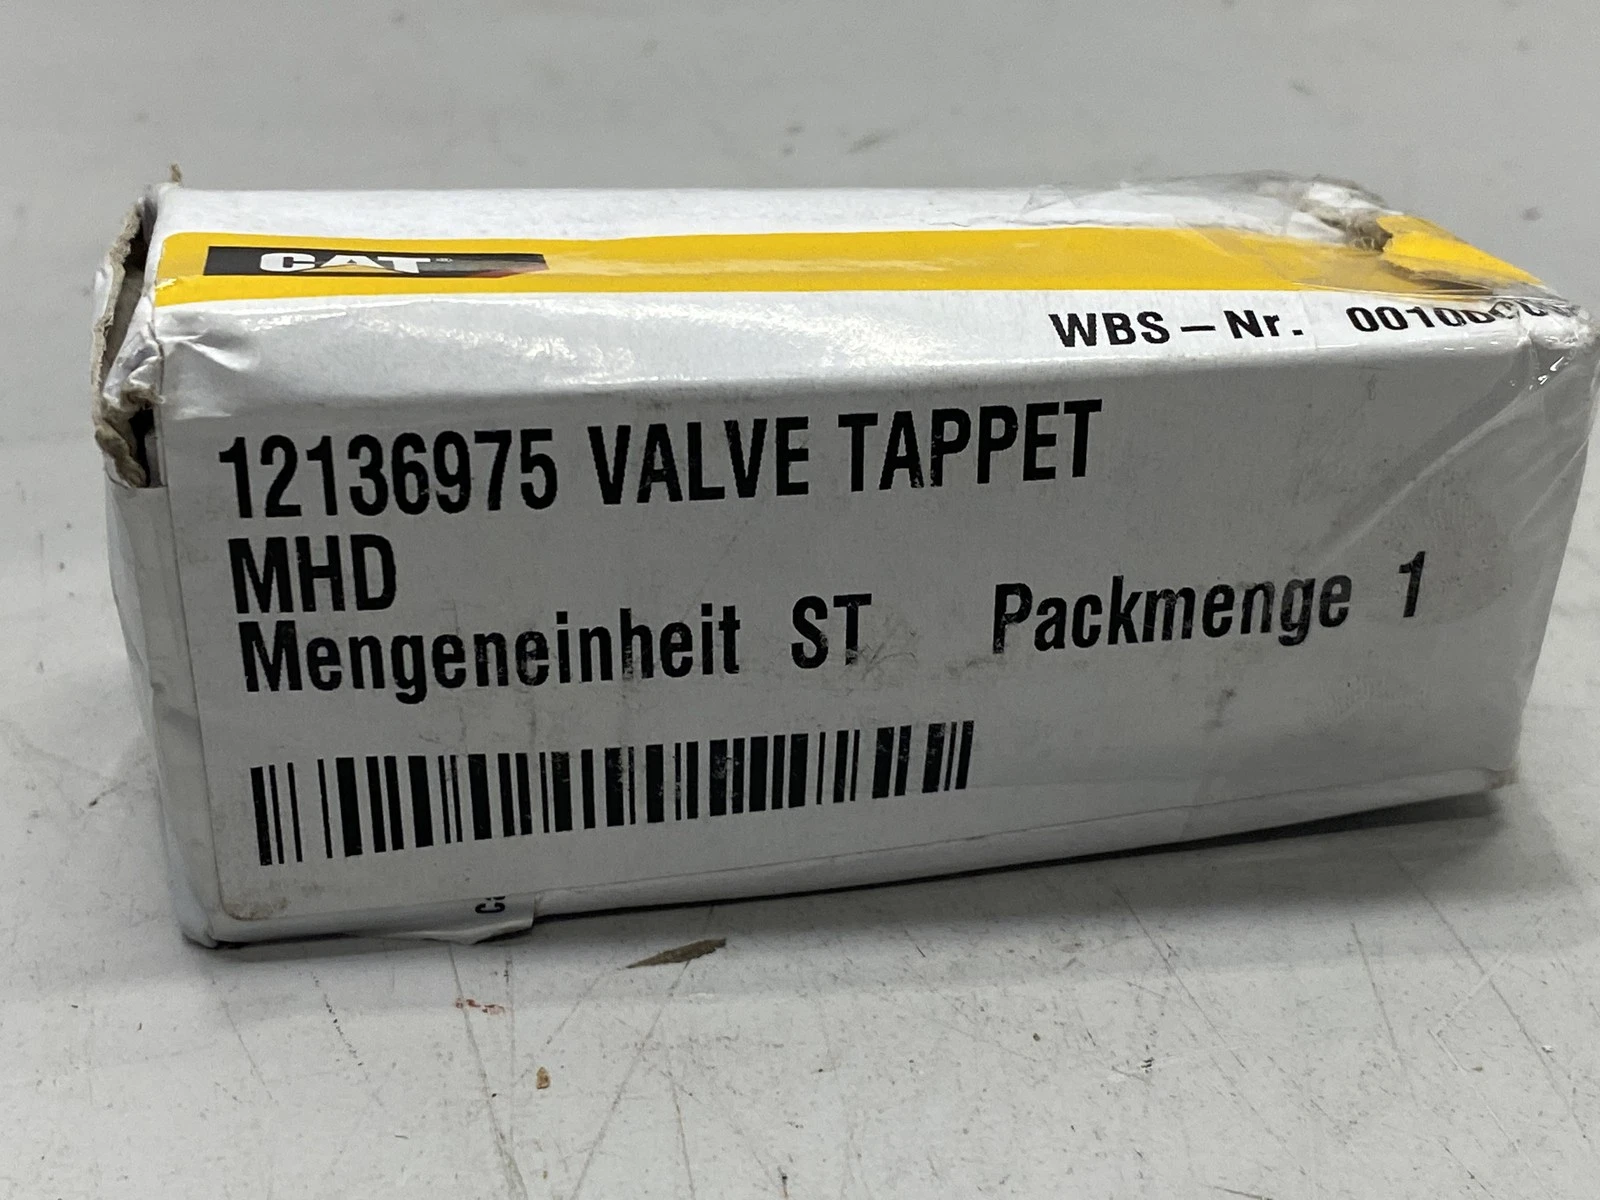 CAT®
WBS-Nr.
12136975 VALVE TAPPET
MHD
Mengeneinheit ST Packmenge 1